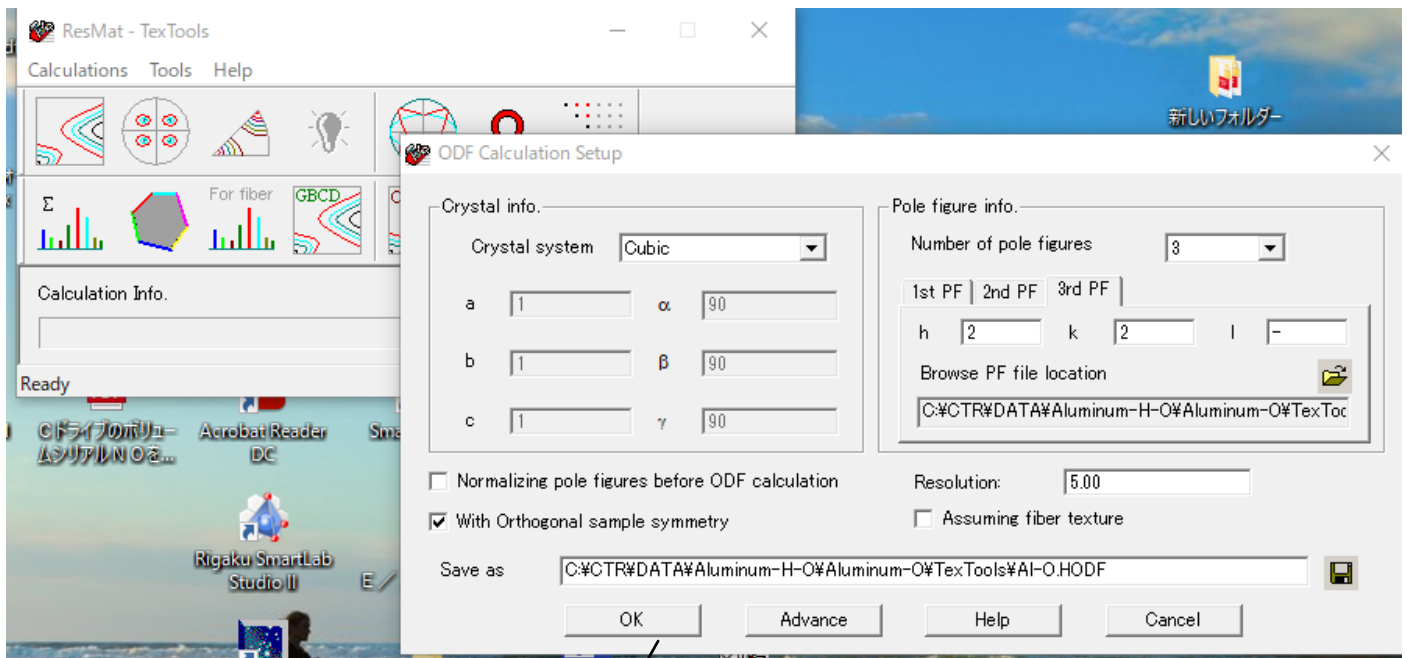 ResMat - TexTools
Calculations Tools Help
Σ
For fiber
GBCD
Calculation Info.
Ready
新しいフォルダー
Cドライブのボリュー
ムシリアルNOを...
Acrobat Reader
DC
Rigaku SmartLab
Studio II
ODF Calculation Setup
Crystal info.
Crystal system Cubic
a 1 α 90
b 1 β 90
c 1 γ 90
Pole figure info.
Number of pole figures 3
1st PF 2nd PF 3rd PF
h 2 k 2 l -
Browse PF file location
C:¥CTR¥DATA¥Aluminum-H-O¥Aluminum-O¥TexToo
Normalizing pole figures before ODF calculation
With Orthogonal sample symmetry
Resolution: 5.00
Assuming fiber texture
Save as C:¥CTR¥DATA¥Aluminum-H-O¥Aluminum-O¥TexTools¥Al-O.HODF
OK Advance Help Cancel